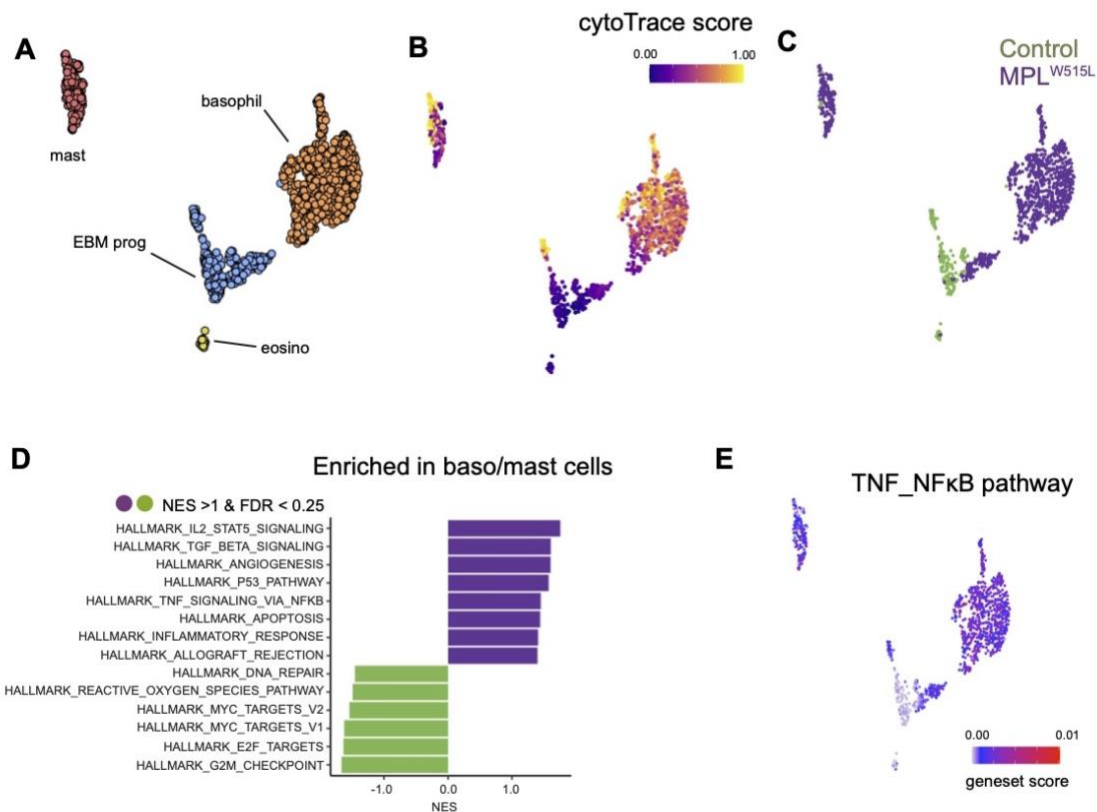 A
mast
basophil
EBM prog
eosino
B
cytoTrace score
0.00 1.00
C
Control
MPLW515L
D
Enriched in baso/mast cells
NES >1 & FDR < 0.25
HALLMARK_IL2_STAT5_SIGNALING
HALLMARK_TGF_BETA_SIGNALING
HALLMARK_ANGIOGENESIS
HALLMARK_P53_PATHWAY
HALLMARK_TNF_SIGNALING_VIA_NFKB
HALLMARK_APOPTOSIS
HALLMARK_INFLAMMATORY_RESPONSE
HALLMARK_ALLOGRAFT_REJECTION
HALLMARK_DNA_REPAIR
HALLMARK_REACTIVE_OXYGEN_SPECIES_PATHWAY
HALLMARK_MYC_TARGETS_V2
HALLMARK_MYC_TARGETS_V1
HALLMARK_E2F_TARGETS
HALLMARK_G2M_CHECKPOINT
-1.0 0.0 1.0
NES
E
TNF_NFκB pathway
0.00 0.01
geneset score